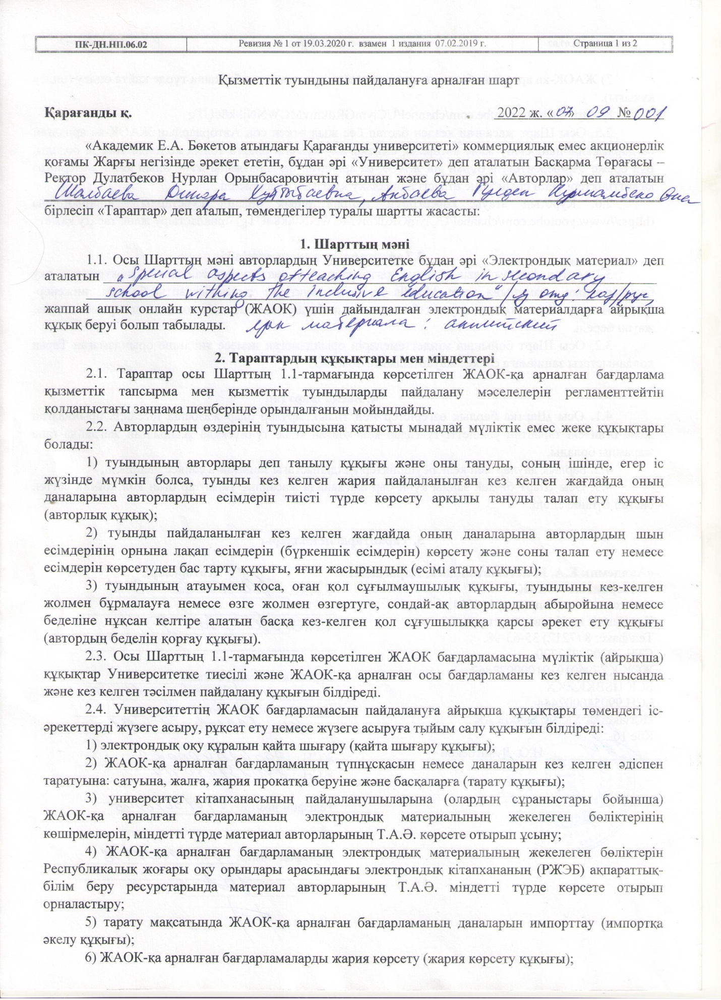 ПК-ДН.НП.06.02 Ревизия № 1 от 19.03.2020 г. взамен 1 издания 07.02.2019 г. Страница 1 из 2
Қызметтік туындыны пайдалануға арналған шарт
Қарағанды қ. 2022 ж. «07» 09 № 001
«Академик Е.А. Бөкетов атындағы Қарағанды университеті» коммерциялық емес акционерлік
қоғамы Жарғы негізінде әрекет ететін, бұдан әрі «Университет» деп аталатын Басқарма Төрағасы –
Ректор Дулатбеков Нурлан Орынбасаровичтің атынан және бұдан әрі «Авторлар» деп аталатын
Шалбаева Динара Акбаева
бірлесіп «Тараптар» деп аталып, төмендегілер туралы шартты жасасты:
1. Шарттың мәні
1.1. Осы Шарттың мәні авторлардың Университетке бұдан әрі «Электрондық материал» деп
аталатын „Special aspects of teaching English in secondary
school withing the inclusive education“ / яз отд: каз/рус,
жаппай ашық онлайн курстар (ЖАОК) үшін дайындалған электрондық материалдарға айрықша
құқық беруі болып табылады. язык материала: английский
2. Тараптардың құқықтары мен міндеттері
2.1. Тараптар осы Шарттың 1.1-тармағында көрсетілген ЖАОК-қа арналған бағдарлама
қызметтік тапсырма мен қызметтік туындыларды пайдалану мәселелерін регламенттейтін
қолданыстағы заңнама шеңберінде орындалғанын мойындайды.
2.2. Авторлардың өздерінің туындысына қатысты мынадай мүліктік емес жеке құқықтары
болады:
1) туындының авторлары деп танылу құқығы және оны тануды, соның ішінде, егер іс
жүзінде мүмкін болса, туынды кез келген жария пайдаланылған кез келген жағдайда оның
даналарына авторлардың есімдерін тиісті түрде көрсету арқылы тануды талап ету құқығы
(авторлық құқық);
2) туынды пайдаланылған кез келген жағдайда оның даналарына авторлардың шын
есімдерінің орнына лақап есімдерін (бүркеншік есімдерін) көрсету және соны талап ету немесе
есімдерін көрсетуден бас тарту құқығы, яғни жасырындық (есімі аталу құқығы);
3) туындының атауымен қоса, оған қол сұғылмаушылық құқығы, туындыны кез-келген
жолмен бұрмалауға немесе өзге жолмен өзгертуге, сондай-ақ авторлардың абыройына немесе
беделіне нұқсан келтіре алатын басқа кез-келген қол сұғушылыққа қарсы әрекет ету құқығы
(автордың беделін қорғау құқығы).
2.3. Осы Шарттың 1.1-тармағында көрсетілген ЖАОК бағдарламасына мүліктік (айрықша)
құқықтар Университетке тиесілі және ЖАОК-қа арналған осы бағдарламаны кез келген нысанда
және кез келген тәсілмен пайдалану құқығын білдіреді.
2.4. Университеттің ЖАОК бағдарламасын пайдалануға айрықша құқықтары төмендегі іс-
әрекеттерді жүзеге асыру, рұқсат ету немесе жүзеге асыруға тыйым салу құқығын білдіреді:
1) электрондық оқу құралын қайта шығару (қайта шығару құқығы);
2) ЖАОК-қа арналған бағдарламаның түпнұсқасын немесе даналарын кез келген әдіспен
таратуына: сатуына, жалға, жария прокатқа беруіне және басқаларға (тарату құқығы);
3) университет кітапханасының пайдаланушыларына (олардың сұраныстары бойынша)
ЖАОК-қа арналған бағдарламаның электрондық материалының жекелеген бөліктерінің
көшірмелерін, міндетті түрде материал авторларының Т.А.Ә. көрсете отырып ұсыну;
4) ЖАОК-қа арналған бағдарламаның электрондық материалының жекелеген бөліктерін
Республикалық жоғары оқу орындары арасындағы электрондық кітапхананың (РЖЭБ) ақпараттық-
білім беру ресурстарында материал авторларының Т.А.Ә. міндетті түрде көрсете отырып
орналастыру;
5) тарату мақсатында ЖАОК-қа арналған бағдарламаның даналарын импорттау (импортқа
әкелу құқығы);
6) ЖАОК-қа арналған бағдарламаларды жария көрсету (жария көрсету құқығы);